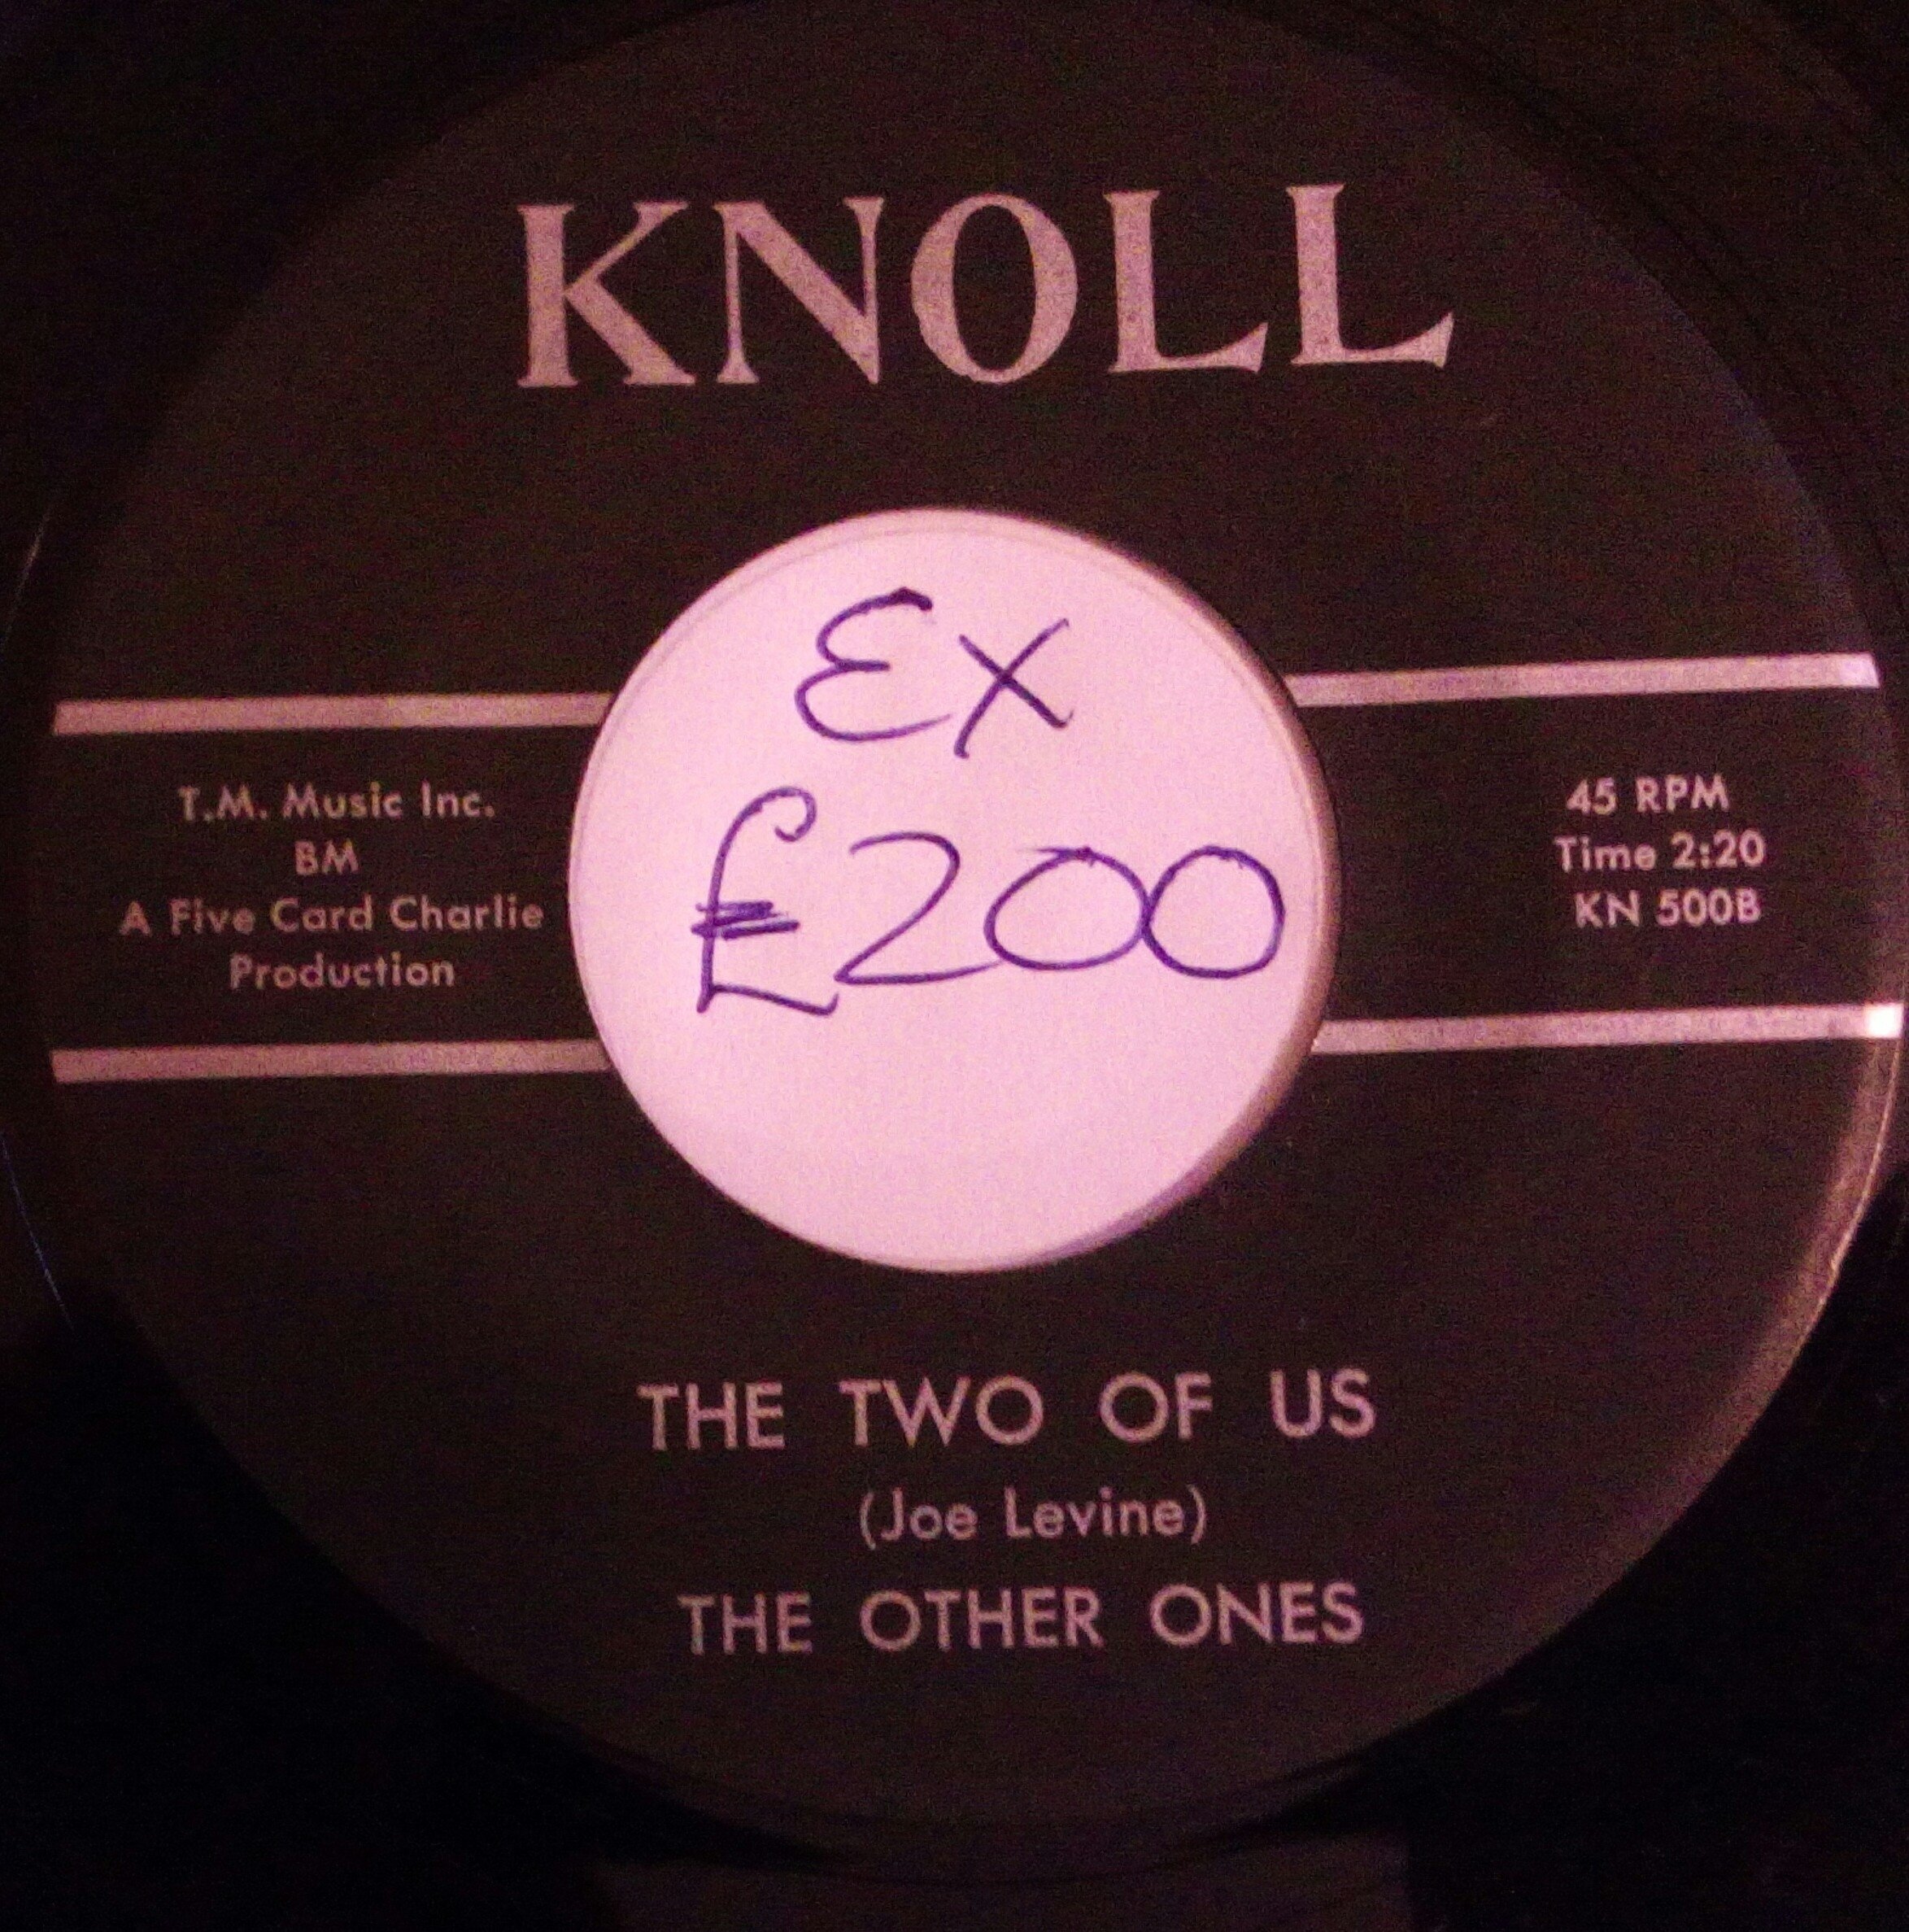 KNOLL
EX
£200
T.M. Music Inc.
BM
A Five Card Charlie
Production
45 RPM
Time 2:20
KN 500B
THE TWO OF US
(Joe Levine)
THE OTHER ONES